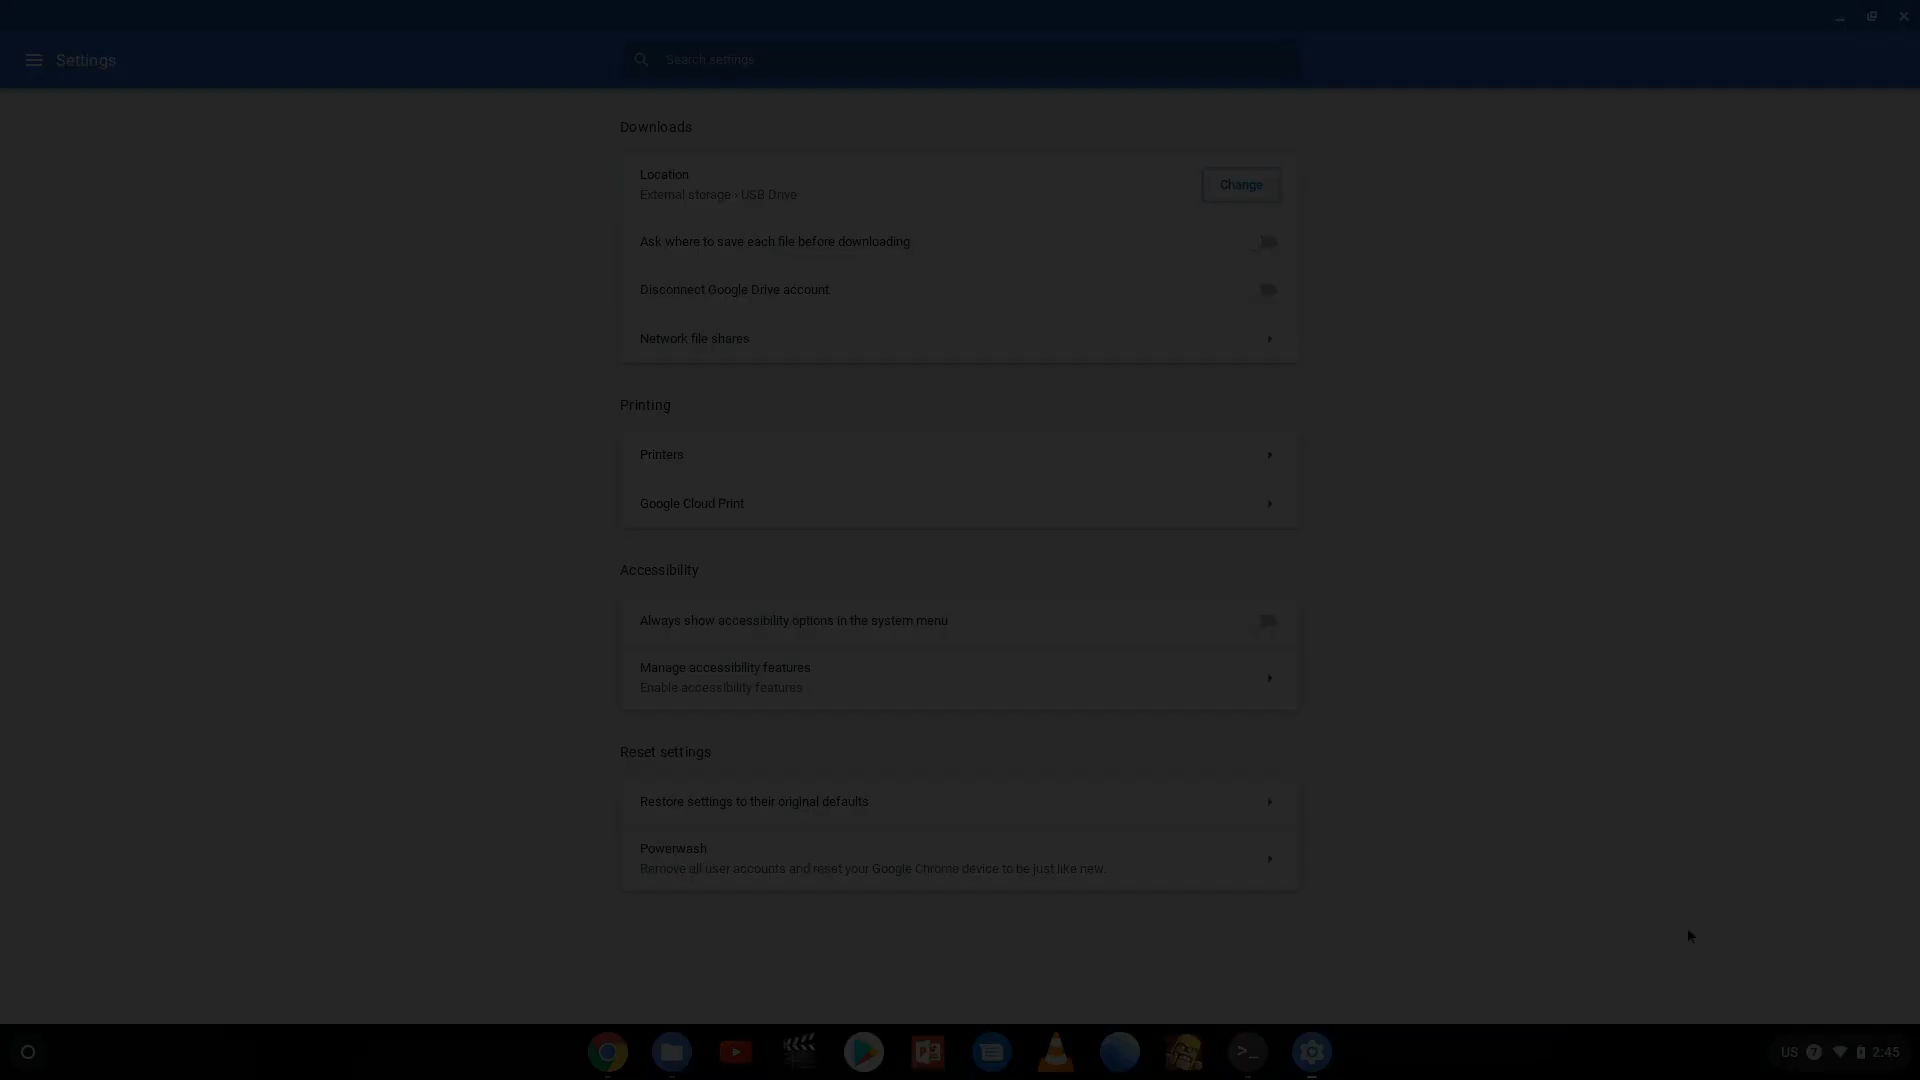 Settings
Search settings
Downloads
Location
External storage › USB Drive
Change
Ask where to save each file before downloading
Disconnect Google Drive account
Network file shares
Printing
Printers
Google Cloud Print
Accessibility
Always show accessibility options in the system menu
Manage accessibility features
Enable accessibility features
Reset settings
Restore settings to their original defaults
Powerwash
Remove all user accounts and reset your Google Chrome device to be just like new.
US 7 2:45